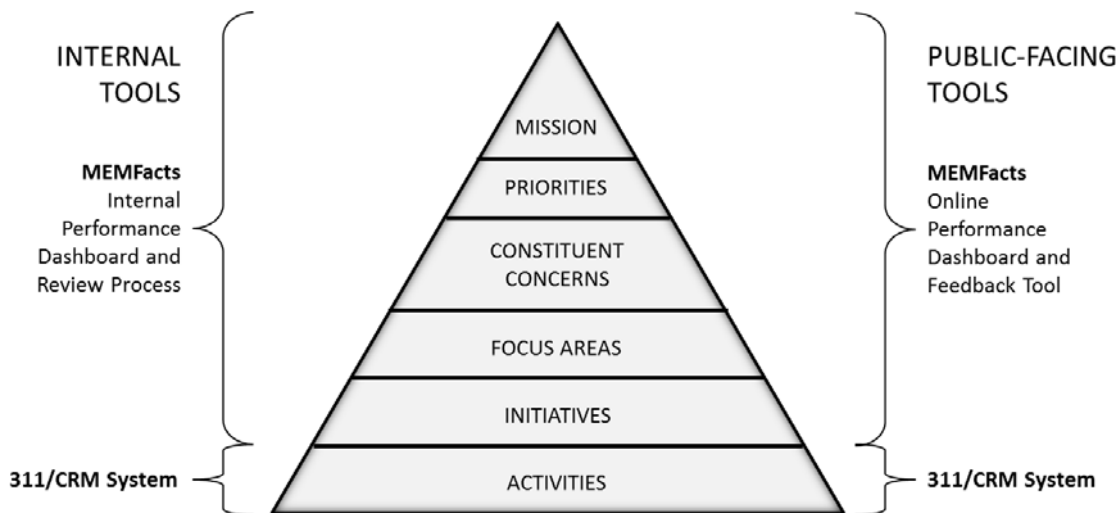 INTERNAL
TOOLS
MEMFacts
Internal
Performance
Dashboard and
Review Process
311/CRM System
MISSION
PRIORITIES
CONSTITUENT
CONCERNS
FOCUS AREAS
INITIATIVES
ACTIVITIES
PUBLIC-FACING
TOOLS
MEMFacts
Online
Performance
Dashboard and
Feedback Tool
311/CRM System